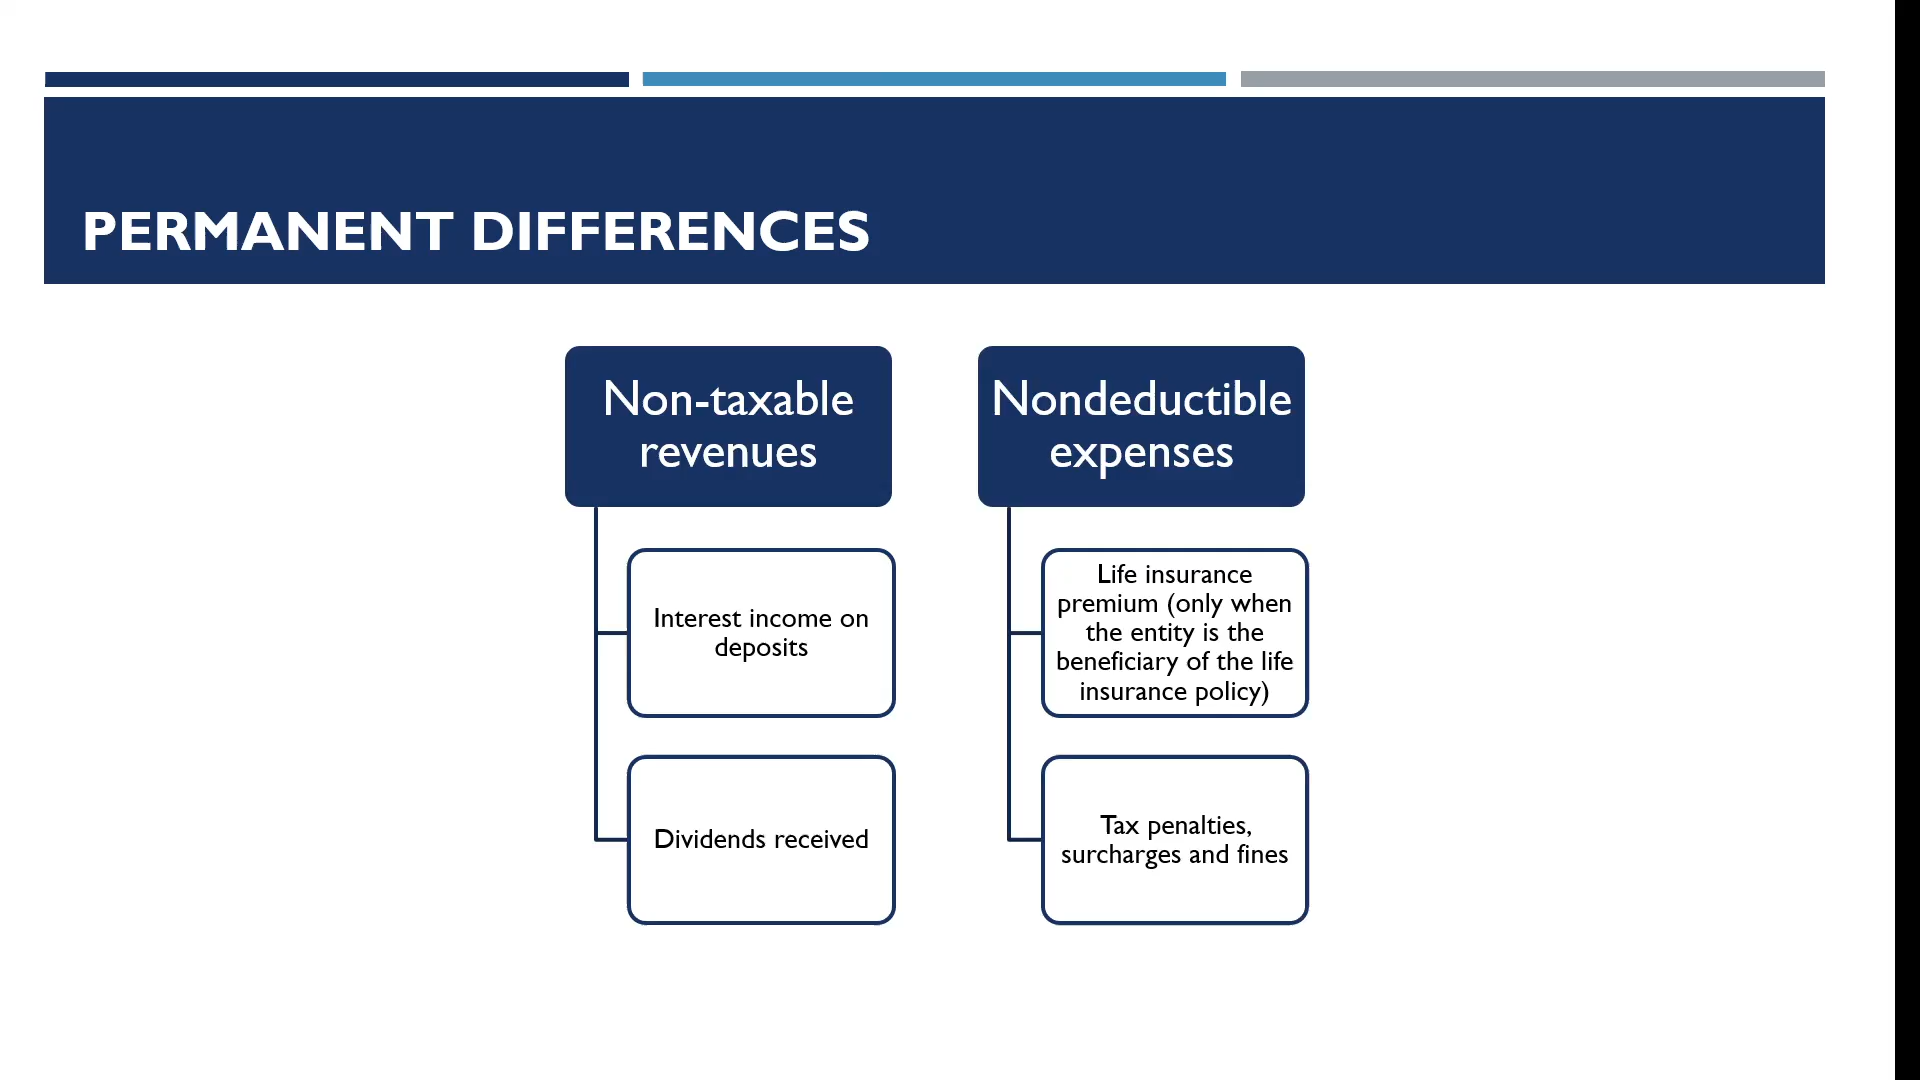 PERMANENT DIFFERENCES
Non-taxable
revenues
Interest income on
deposits
Dividends received
Nondeductible
expenses
Life insurance
premium (only when
the entity is the
beneficiary of the life
insurance policy)
Tax penalties,
surcharges and fines